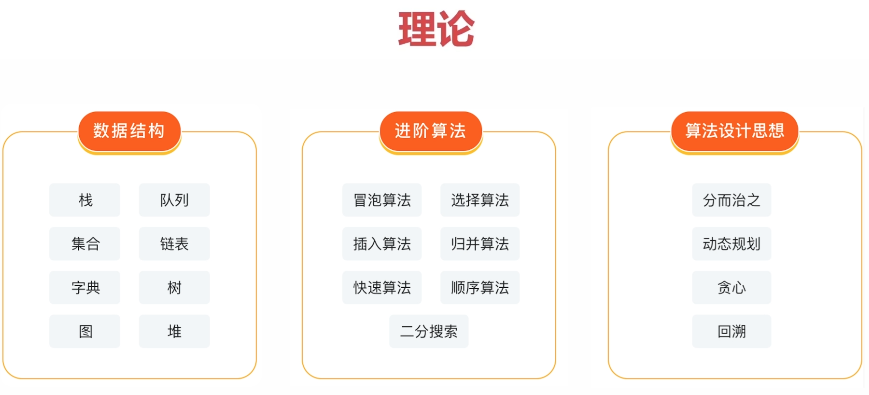 理论
数据结构
栈 队列
集合 链表
字典 树
图 堆
进阶算法
冒泡算法 选择算法
插入算法 归并算法
快速算法 顺序算法
二分搜索
算法设计思想
分而治之
动态规划
贪心
回溯